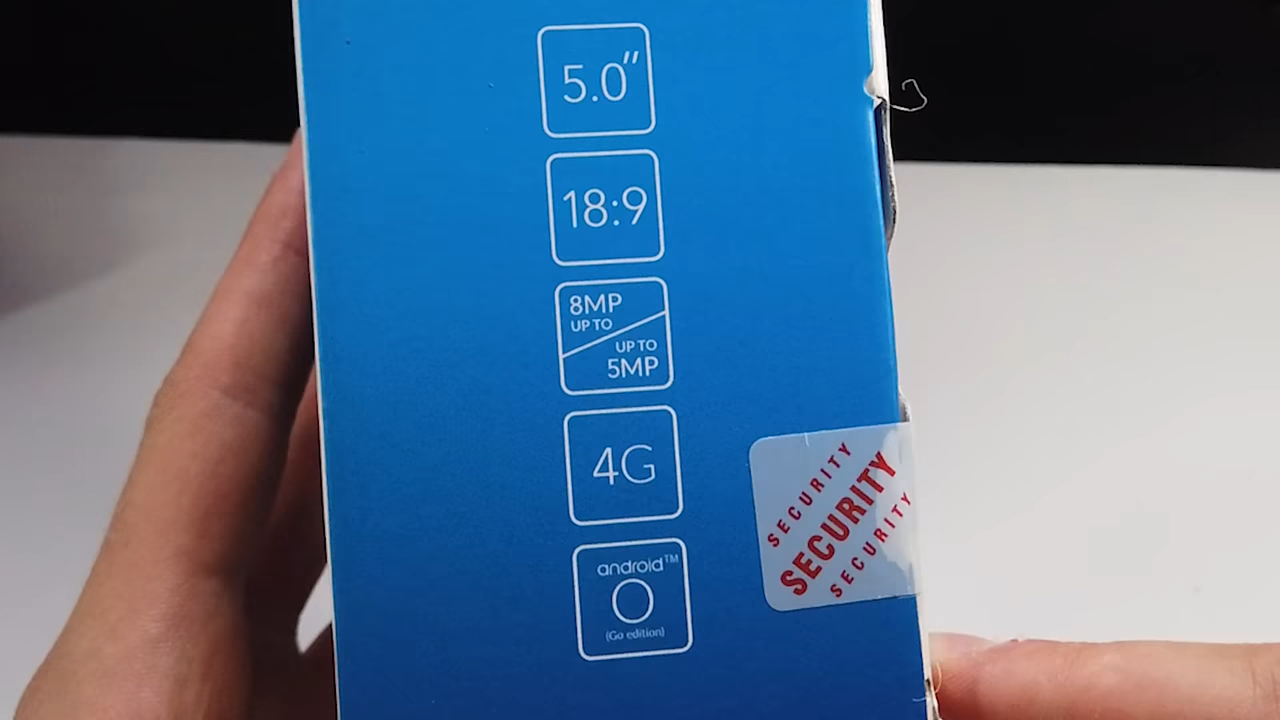 5.0"
18:9
8MP
UP TO
UP TO
5MP
4G
android™
O
(Go edition)
SECURITY
SECURITY
SECURITY